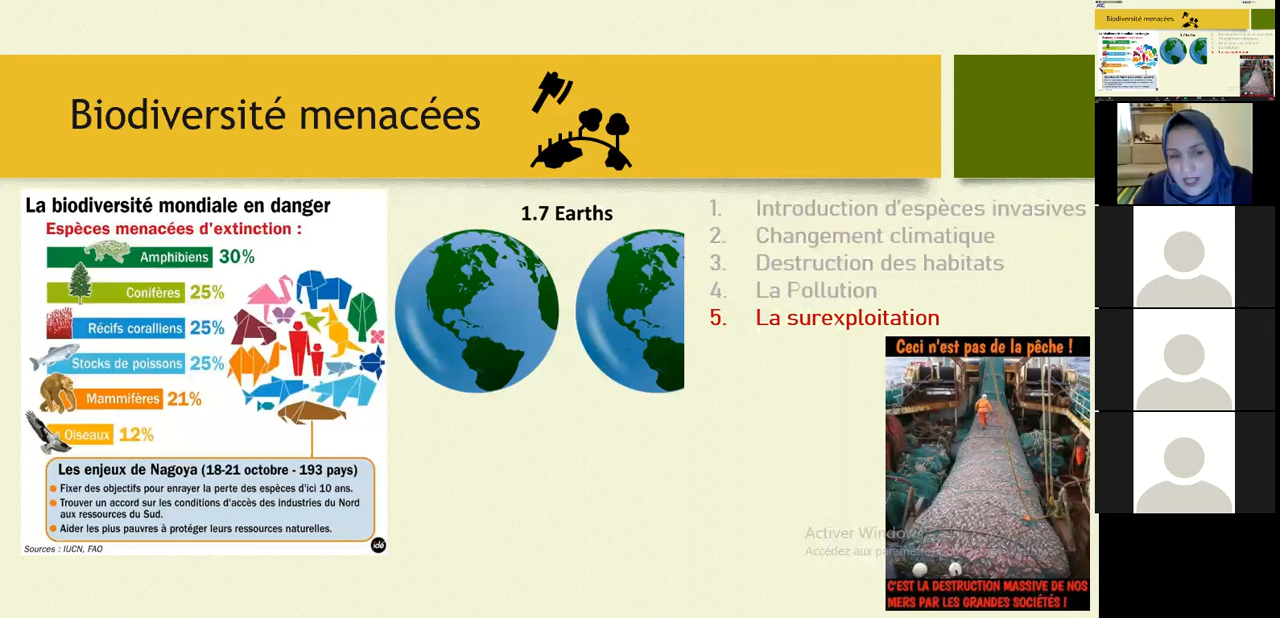 Biodiversité menacées
La biodiversité mondiale en danger
Espèces menacées d'extinction :
Amphibiens 30%
Conifères 25%
Récifs coralliens 25%
Stocks de poissons 25%
Mammifères 21%
Oiseaux 12%
Les enjeux de Nagoya (18-21 octobre - 193 pays)
Fixer des objectifs pour enrayer la perte des espèces d'ici 10 ans.
Trouver un accord sur les conditions d'accès des industries du Nord
aux ressources du Sud.
Aider les plus pauvres à protéger leurs ressources naturelles.
Sources : IUCN, FAO
idé
1.7 Earths
1. Introduction d'espèces invasives
2. Changement climatique
3. Destruction des habitats
4. La Pollution
5. La surexploitation
Ceci n'est pas de la pêche !
C'EST LA DESTRUCTION MASSIVE DE NOS
MERS PAR LES GRANDES SOCIÉTÉS !
Activer Windows
Accédez aux
Biodiversité menacées